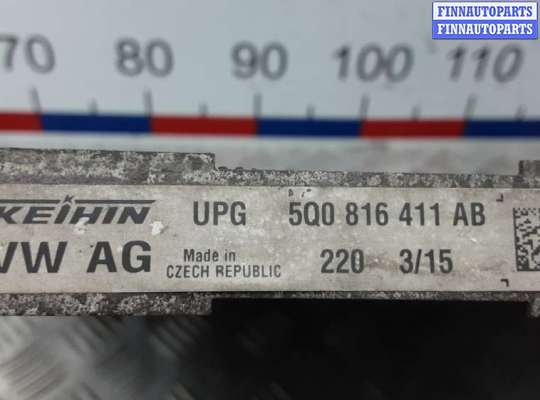 FINNAUTOPARTS
FINNAUTOPARTS
70 80 90 100 110
KEIHIN UPG 5Q0 816 411 AB
VW AG Made in 220 3/15
CZECH REPUBLIC